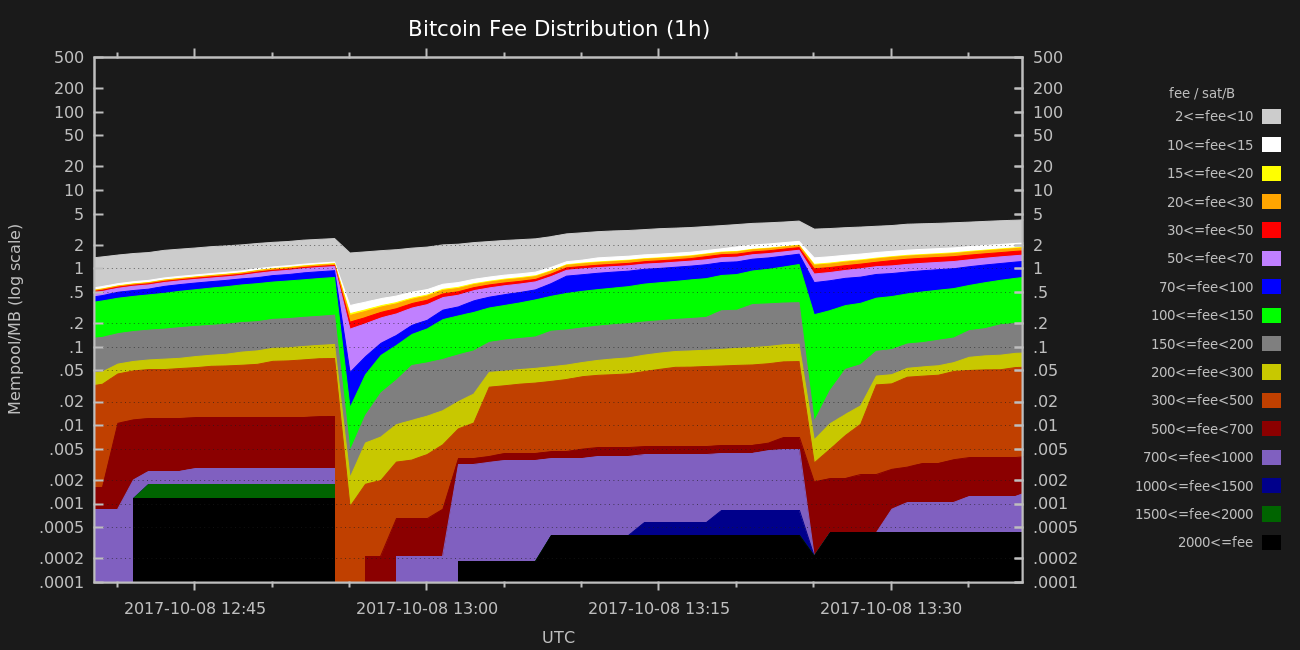 Bitcoin Fee Distribution (1h)
500
200
100
50
20
10
5
2
1
.5
.2
.1
.05
.02
.01
.005
.002
.001
.0005
.0002
.0001
Mempool/MB (log scale)
500
200
100
50
20
10
5
2
1
.5
.2
.1
.05
.02
.01
.005
.002
.001
.0005
.0002
.0001
2017-10-08 12:45
2017-10-08 13:00
2017-10-08 13:15
2017-10-08 13:30
UTC
fee / sat/B
2<=fee<10
10<=fee<15
15<=fee<20
20<=fee<30
30<=fee<50
50<=fee<70
70<=fee<100
100<=fee<150
150<=fee<200
200<=fee<300
300<=fee<500
500<=fee<700
700<=fee<1000
1000<=fee<1500
1500<=fee<2000
2000<=fee